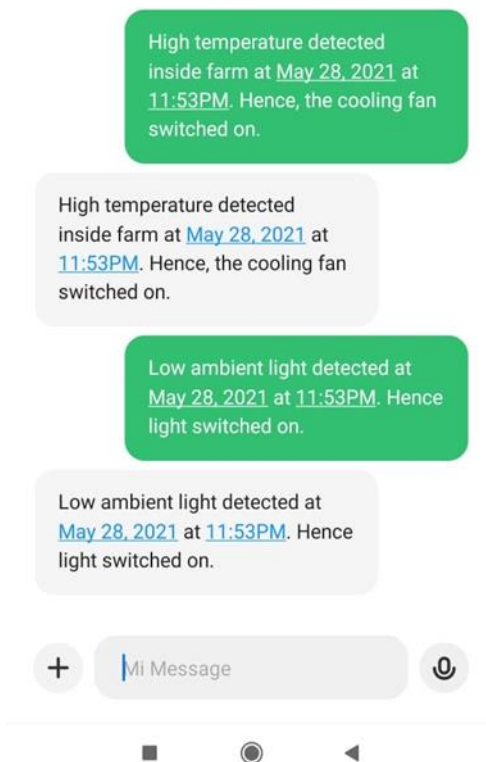 High temperature detected
inside farm at May 28, 2021 at
11:53PM. Hence, the cooling fan
switched on.
High temperature detected
inside farm at May 28, 2021 at
11:53PM. Hence, the cooling fan
switched on.
Low ambient light detected at
May 28, 2021 at 11:53PM. Hence
light switched on.
Low ambient light detected at
May 28, 2021 at 11:53PM. Hence
light switched on.
Mi Message